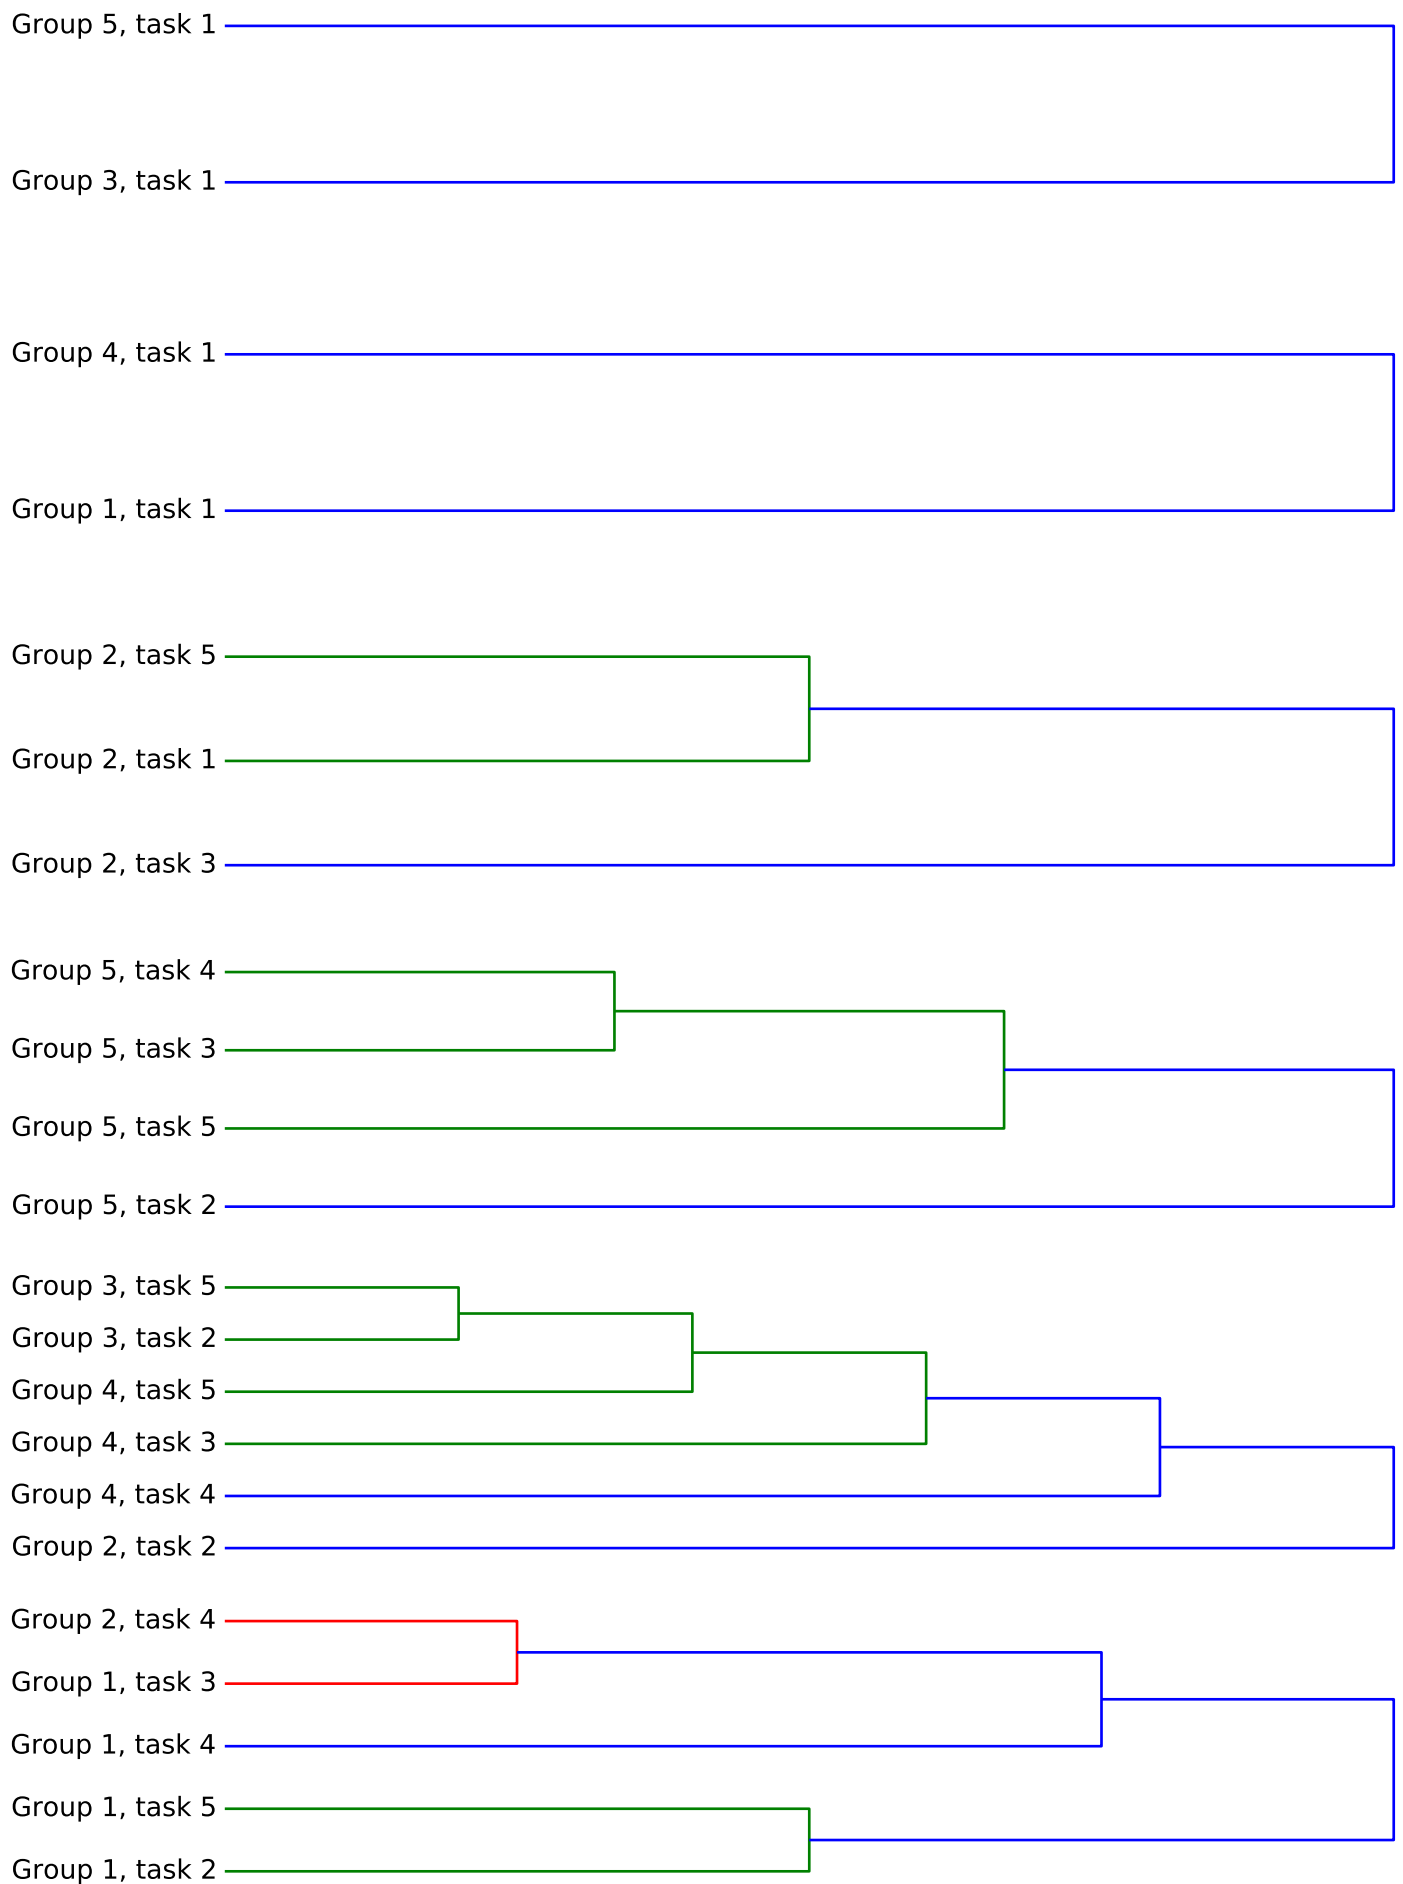 Group 5, task 1
Group 3, task 1
Group 4, task 1
Group 1, task 1
Group 2, task 5
Group 2, task 1
Group 2, task 3
Group 5, task 4
Group 5, task 3
Group 5, task 5
Group 5, task 2
Group 3, task 5
Group 3, task 2
Group 4, task 5
Group 4, task 3
Group 4, task 4
Group 2, task 2
Group 2, task 4
Group 1, task 3
Group 1, task 4
Group 1, task 5
Group 1, task 2